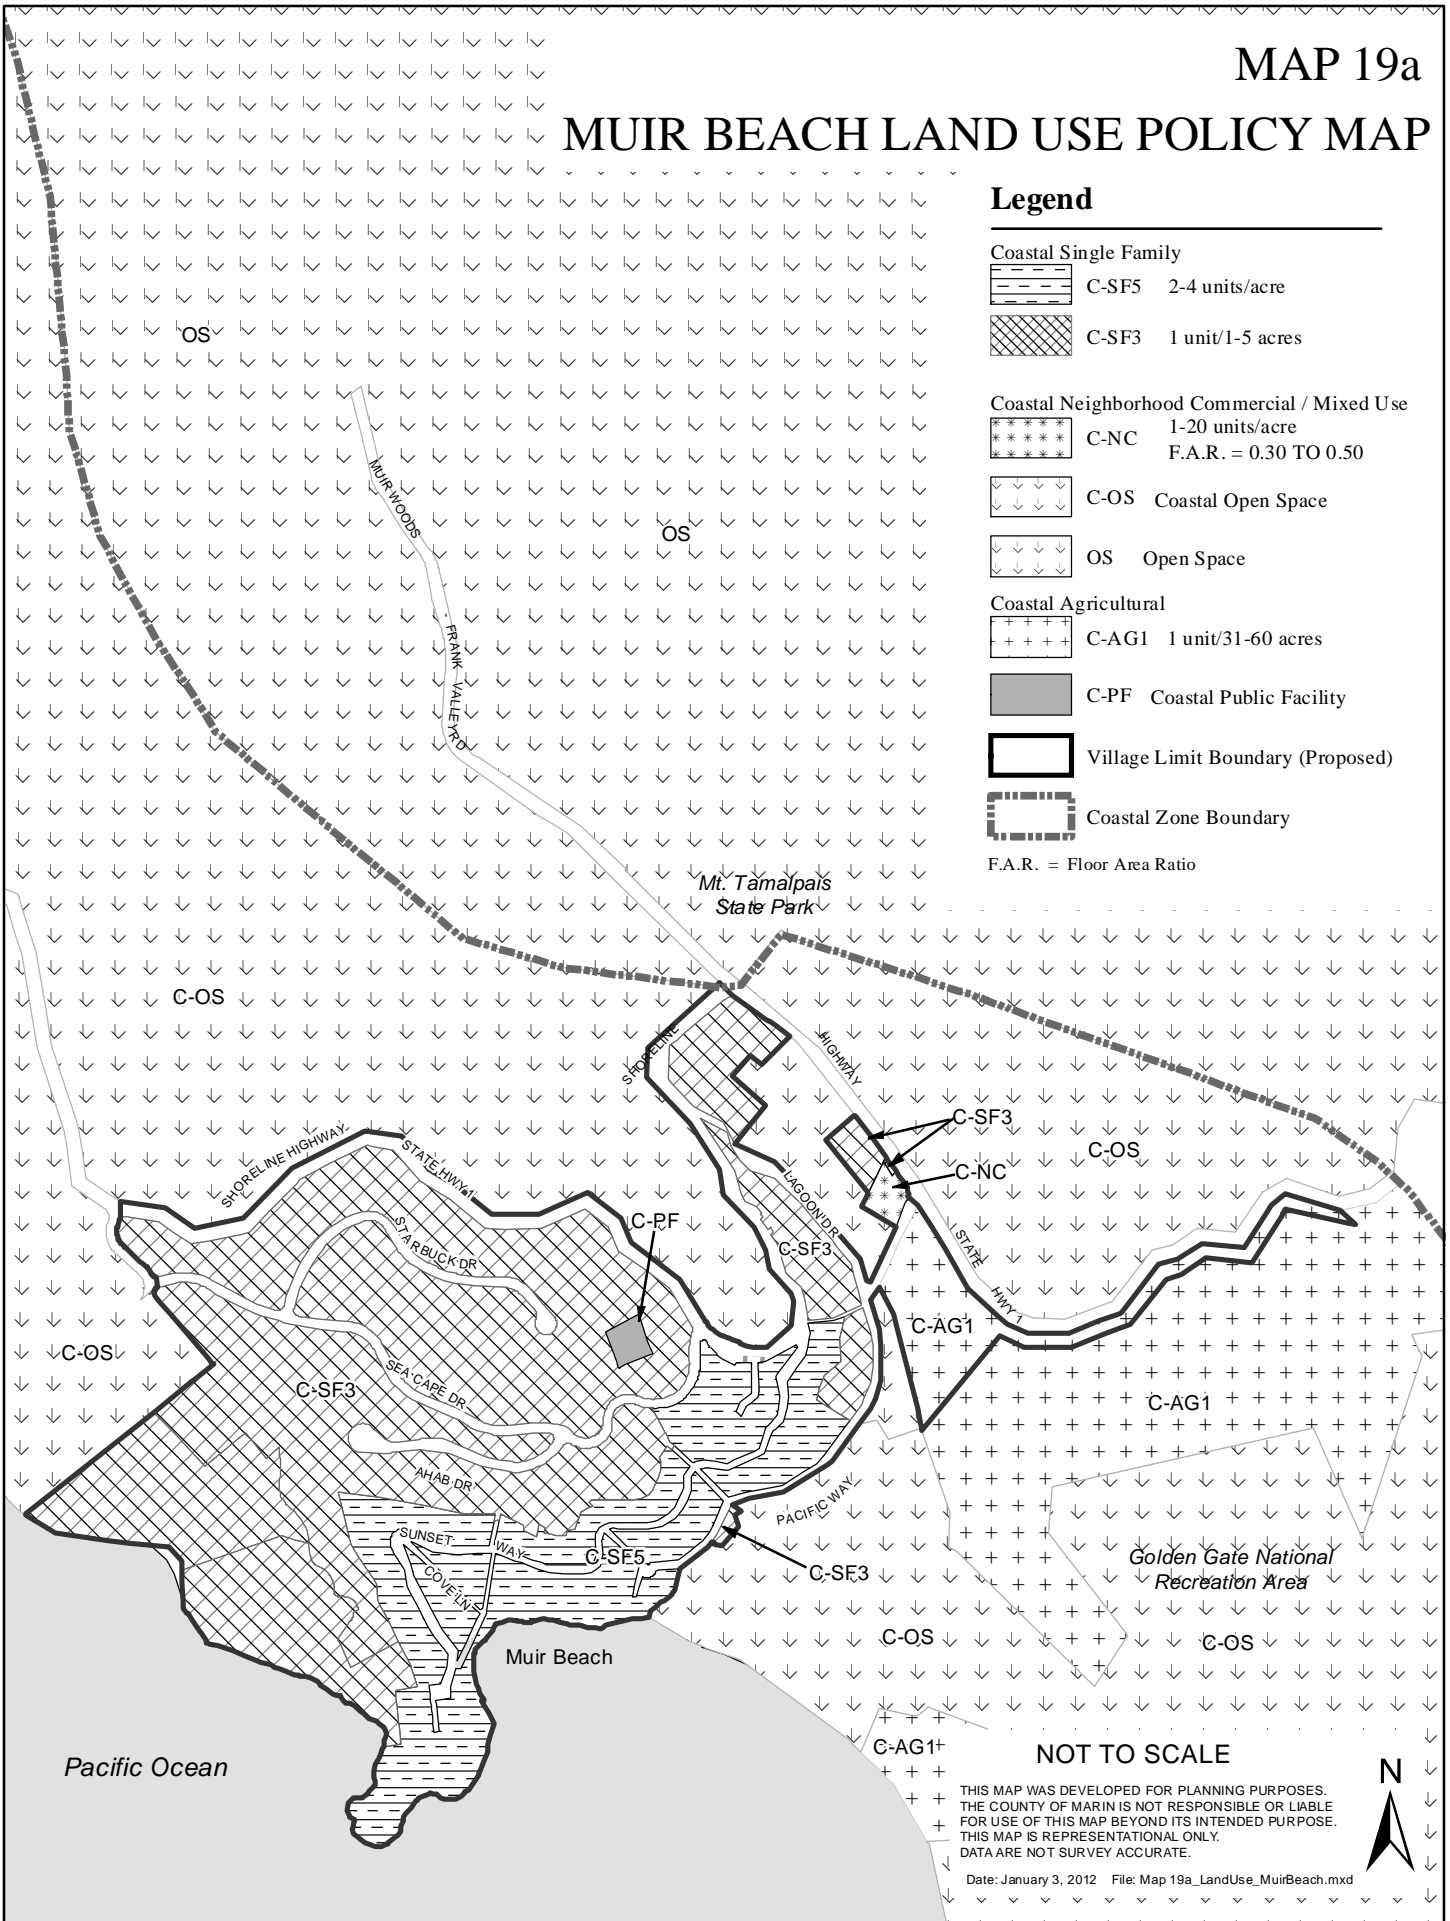 MAP 19a
MUIR BEACH LAND USE POLICY MAP
Legend
Coastal Single Family
C-SF5 2-4 units/acre
C-SF3 1 unit/1-5 acres
Coastal Neighborhood Commercial / Mixed Use
1-20 units/acre
C-NC
F.A.R. = 0.30 TO 0.50
C-OS Coastal Open Space
OS Open Space
Coastal Agricultural
C-AG1 1 unit/31-60 acres
C-PF Coastal Public Facility
Village Limit Boundary (Proposed)
Coastal Zone Boundary
F.A.R. = Floor Area Ratio
OS
MUIR WOODS
OS
- FRANK VALLEY RD
Mt. Tamalpais
State Park
C-OS
SHORELINE
HIGHWAY
C-SF3
C-NC
C-OS
SHORELINE HIGHWAY
STATE HWY 1
LAGOON DR
C-PF
STARBUCK DR
C-SF3
STATE
HWY 1
C-AG1
C-OS
C-SF3
SEA CAPE DR
C-AG1
AHAB DR
PACIFIC WAY
SUNSET
WAY
C-SF5
COVE LN
C-SF3
Golden Gate National
Recreation Area
C-OS
C-OS
Muir Beach
Pacific Ocean
C-AG1
NOT TO SCALE
N
THIS MAP WAS DEVELOPED FOR PLANNING PURPOSES.
THE COUNTY OF MARIN IS NOT RESPONSIBLE OR LIABLE
FOR USE OF THIS MAP BEYOND ITS INTENDED PURPOSE.
THIS MAP IS REPRESENTATIONAL ONLY.
DATA ARE NOT SURVEY ACCURATE.
Date: January 3, 2012 File: Map 19a_LandUse_MuirBeach.mxd